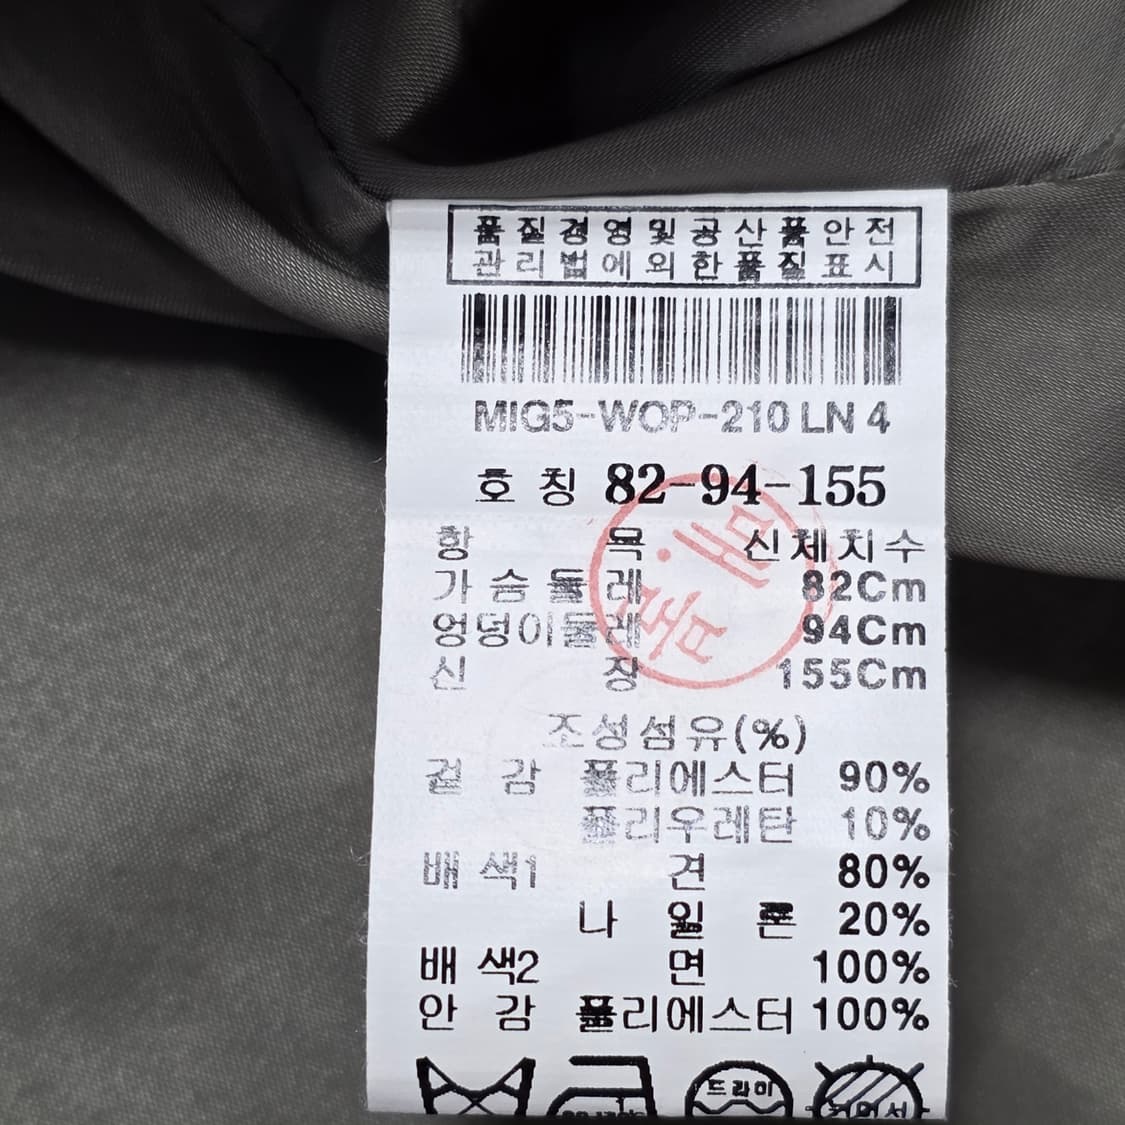 품질경영및공산품안전
관리법에의한품질표시
MIG5-WOP-210 LN 4
호칭 82-94-155
항목 신체치수
가슴둘레 82Cm
엉덩이둘레 94Cm
신장 155Cm
조성섬유(%)
겉감 폴리에스터 90%
폴리우레탄 10%
배색1 견 80%
나일론 20%
배색2 면 100%
안감 폴리에스터 100%
드라이